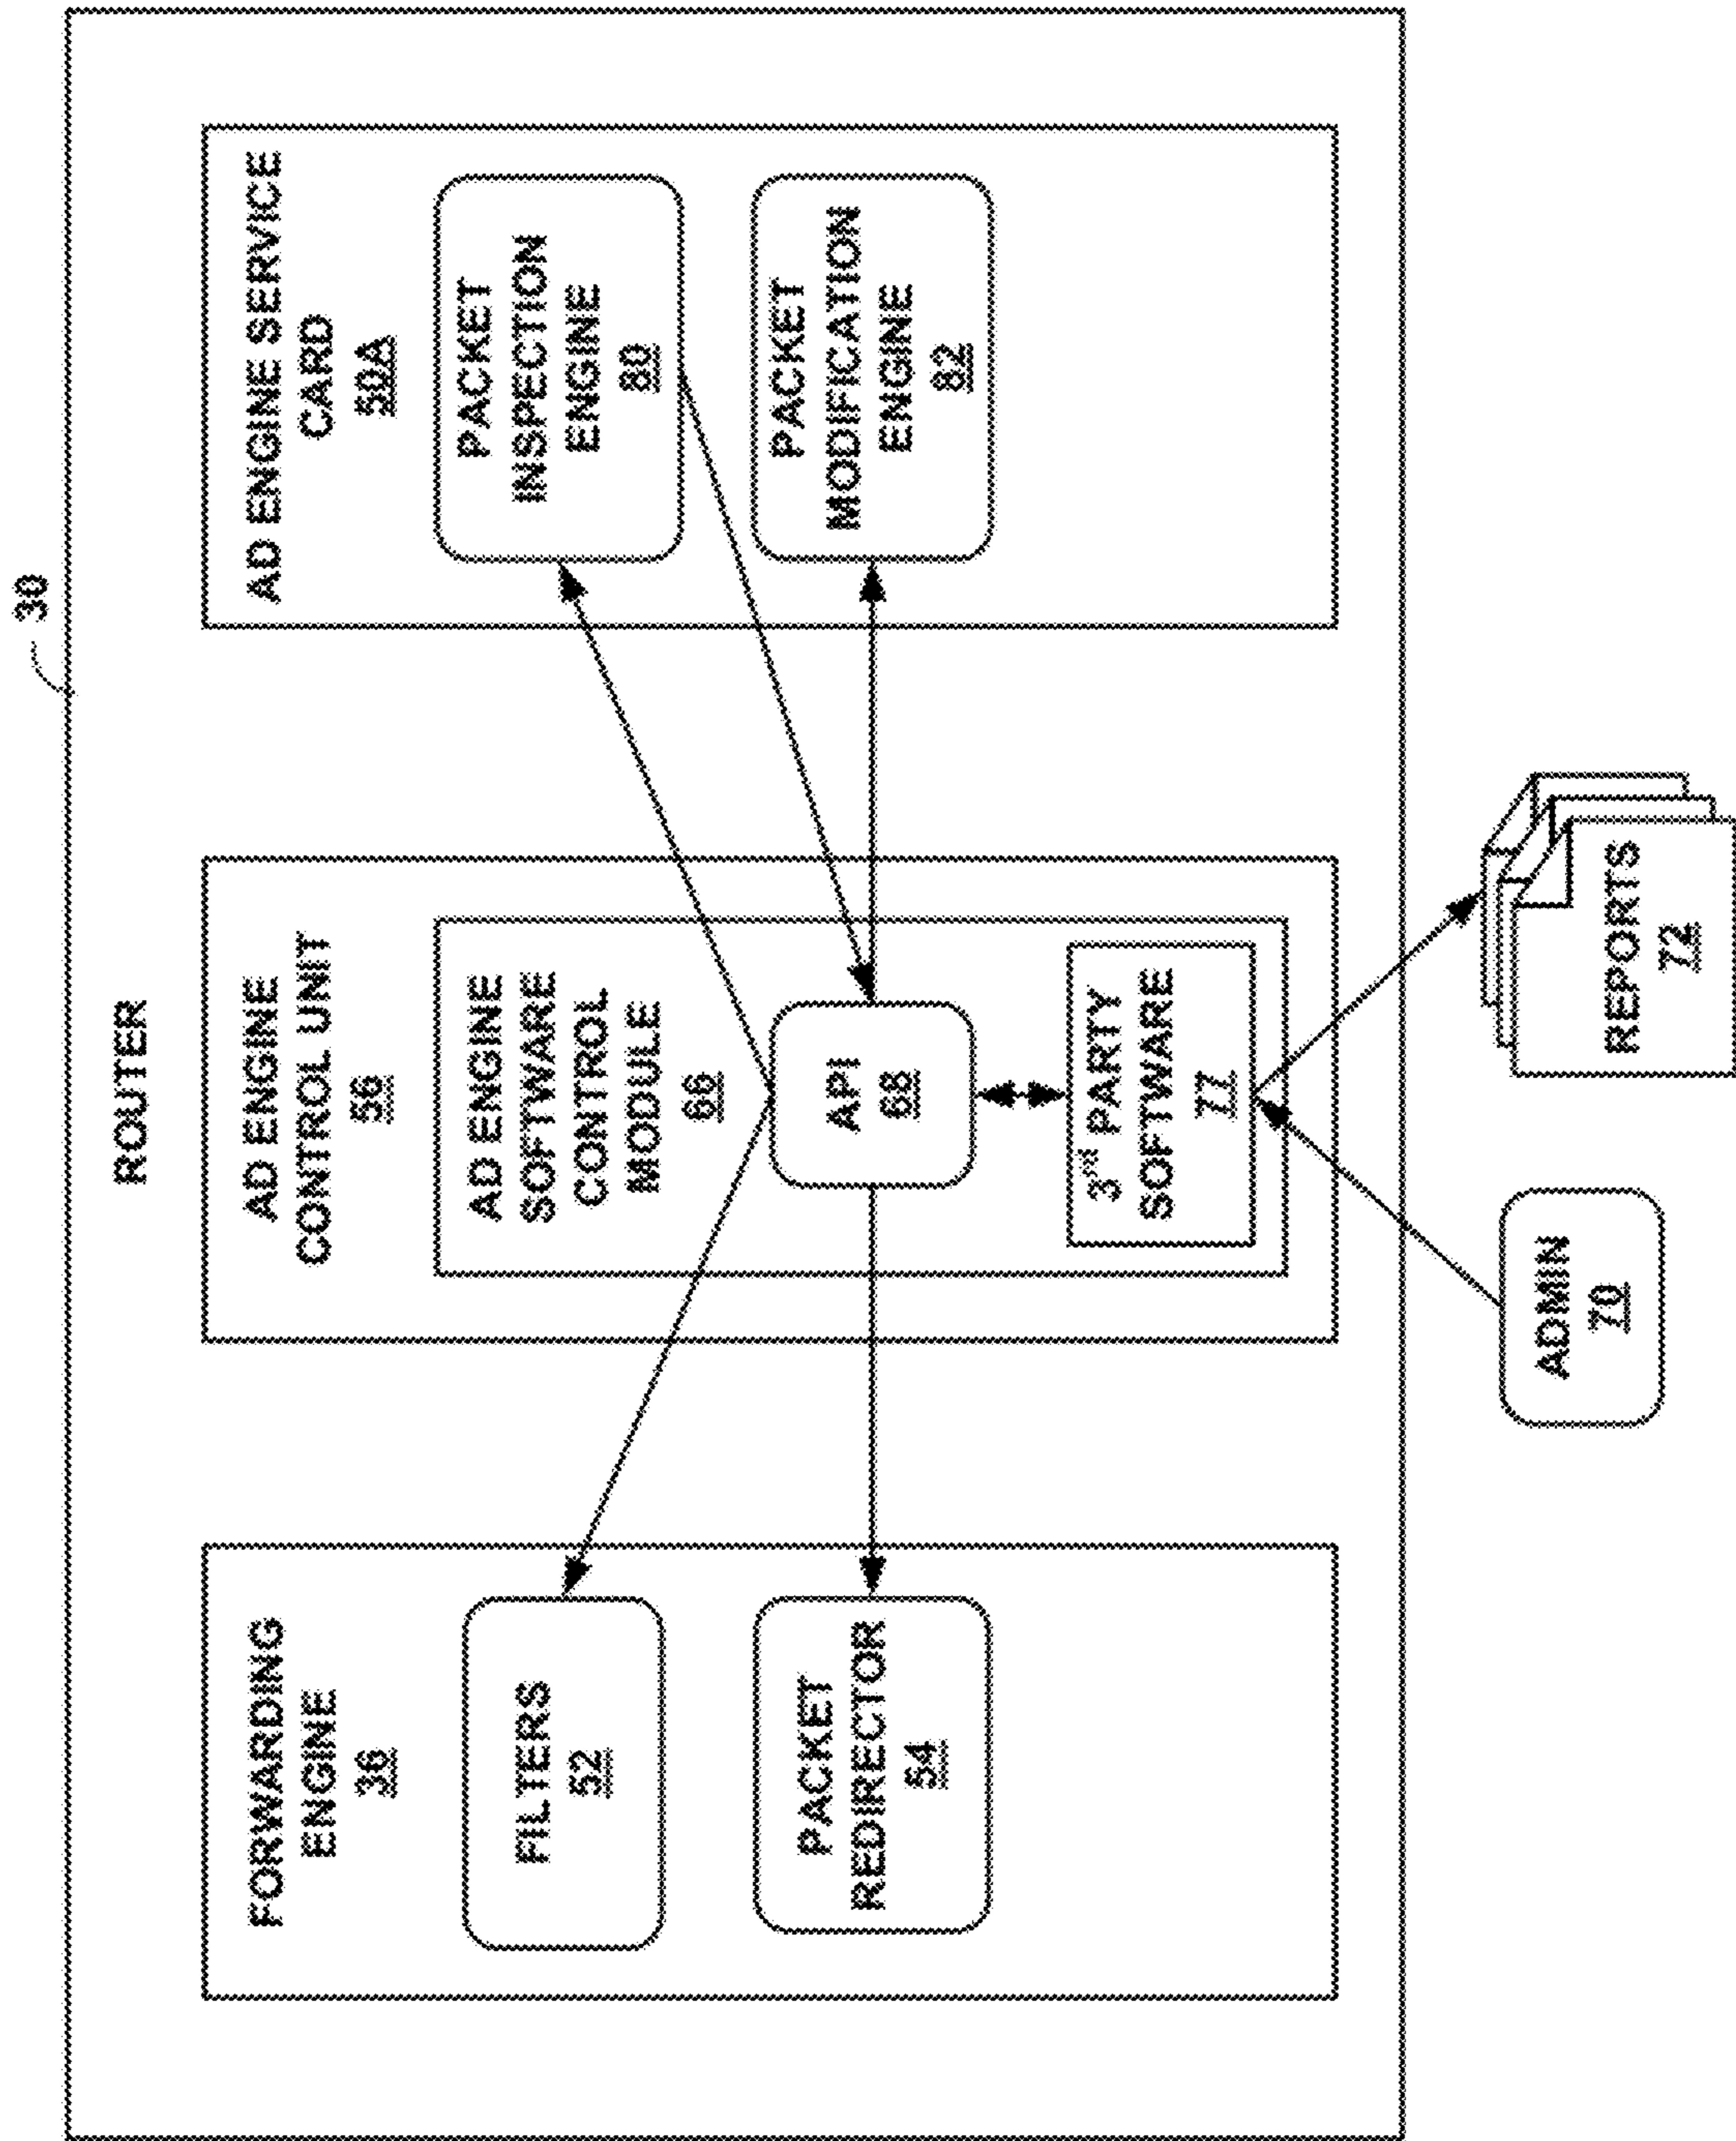 30
ROUTER
FORWARDING
ENGINE
36
FILTERS
52
PACKET
REDIRECTOR
54
AD ENGINE
CONTROL UNIT
56
AD ENGINE
SOFTWARE
CONTROL
MODULE
66
API
68
3rd PARTY
SOFTWARE
77
AD ENGINE SERVICE
CARD
50A
PACKET
INSPECTION
ENGINE
80
PACKET
MODIFICATION
ENGINE
82
ADMIN
70
REPORTS
72